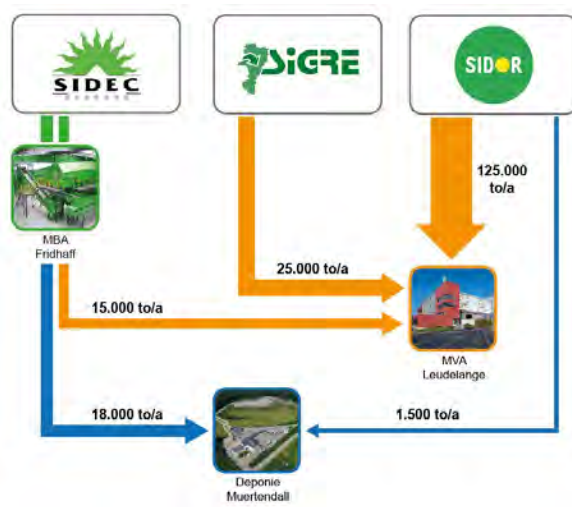 SIDEC
SIGRE
SIDOR
125.000
to/a
MBA
Fridhaff
25.000 to/a
15.000 to/a
MVA
Leudelange
18.000 to/a
1.500 to/a
Deponie
Muertendall